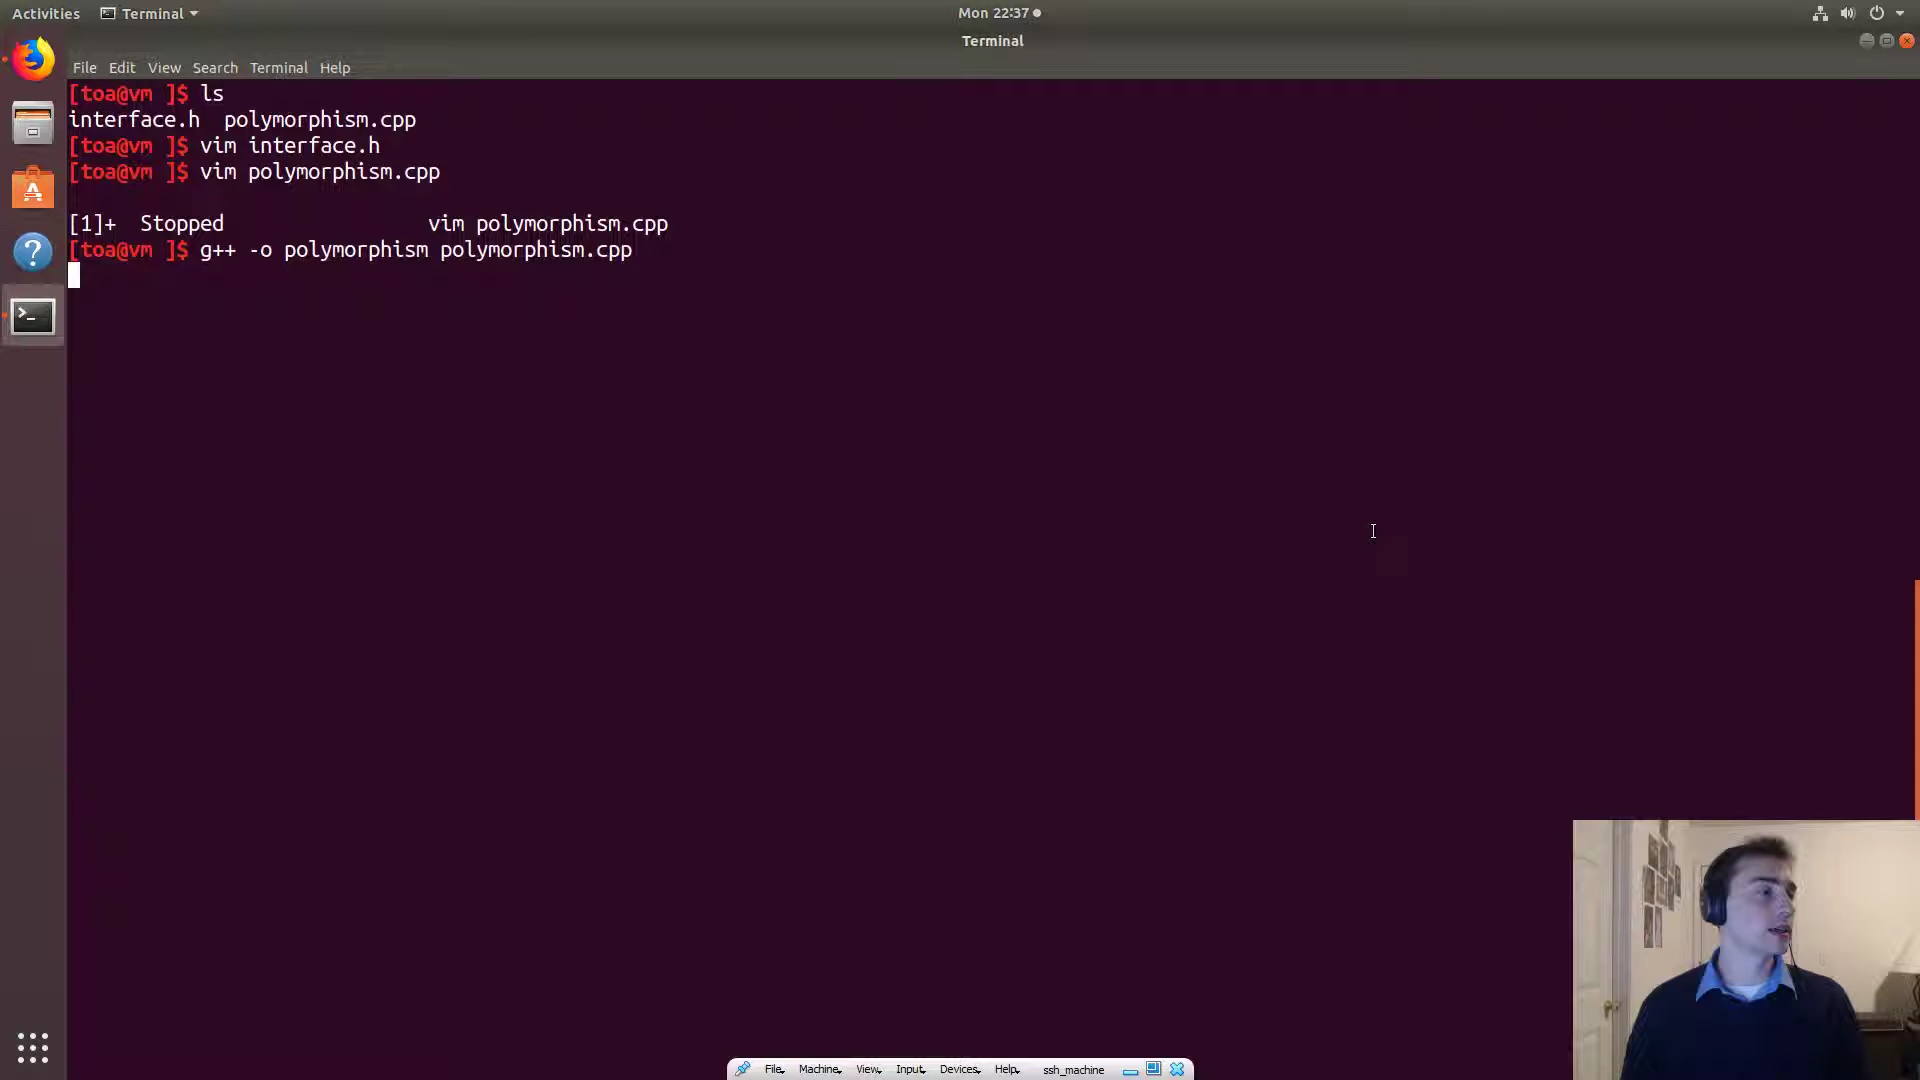 Activities Terminal Mon 22:37
Terminal
File Edit View Search Terminal Help
[toa@vm ]$ ls
interface.h polymorphism.cpp
[toa@vm ]$ vim interface.h
[toa@vm ]$ vim polymorphism.cpp
[1]+ Stopped vim polymorphism.cpp
[toa@vm ]$ g++ -o polymorphism polymorphism.cpp
File Machine View Input Devices Help ssh_machine